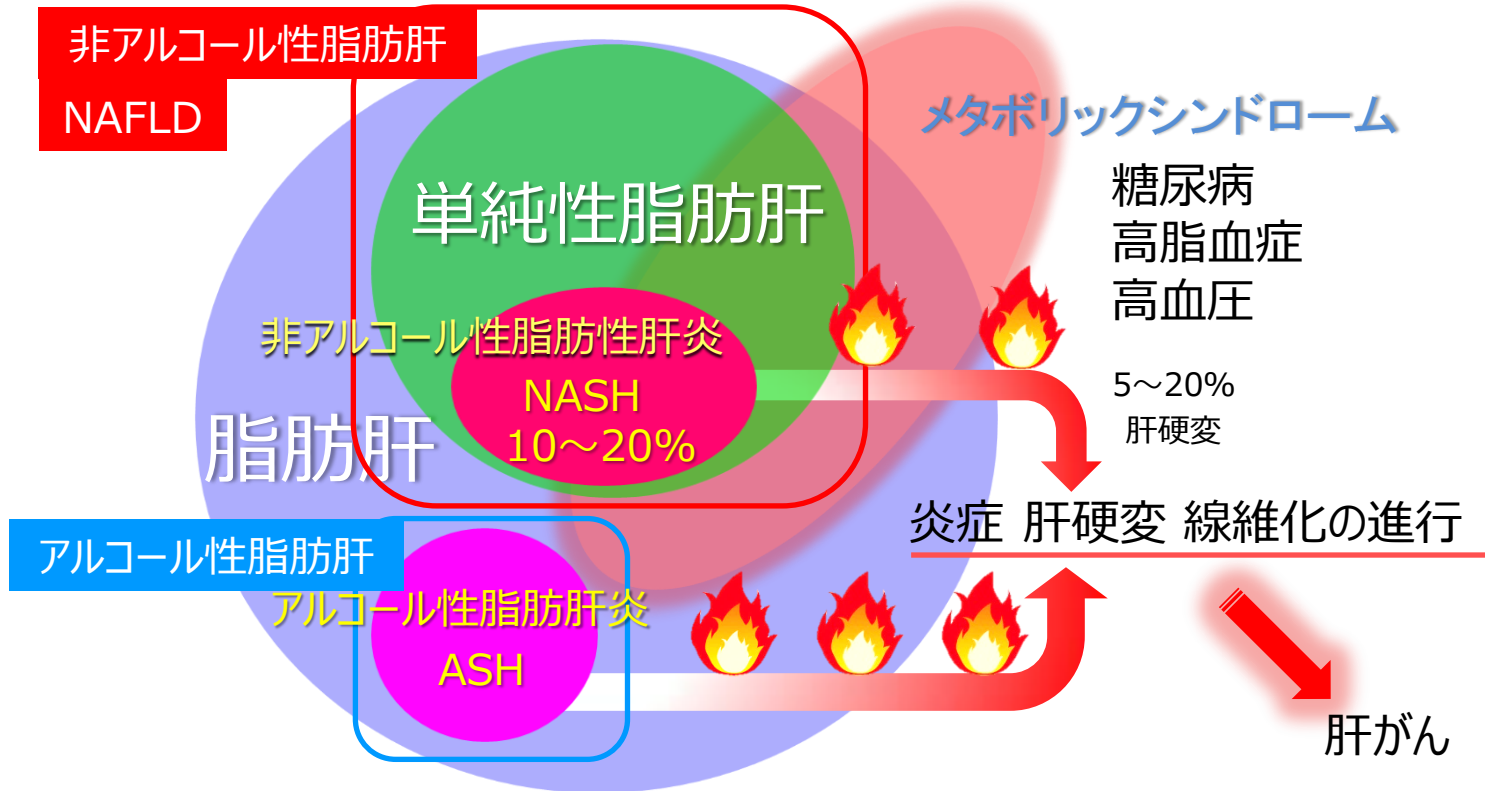 非アルコール性脂肪肝
NAFLD
メタボリックシンドローム
糖尿病
高脂血症
高血圧
単純性脂肪肝
非アルコール性脂肪性肝炎
NASH
10～20%
脂肪肝
5～20%
肝硬変
炎症 肝硬変 線維化の進行
アルコール性脂肪肝
アルコール性脂肪肝炎
ASH
肝がん